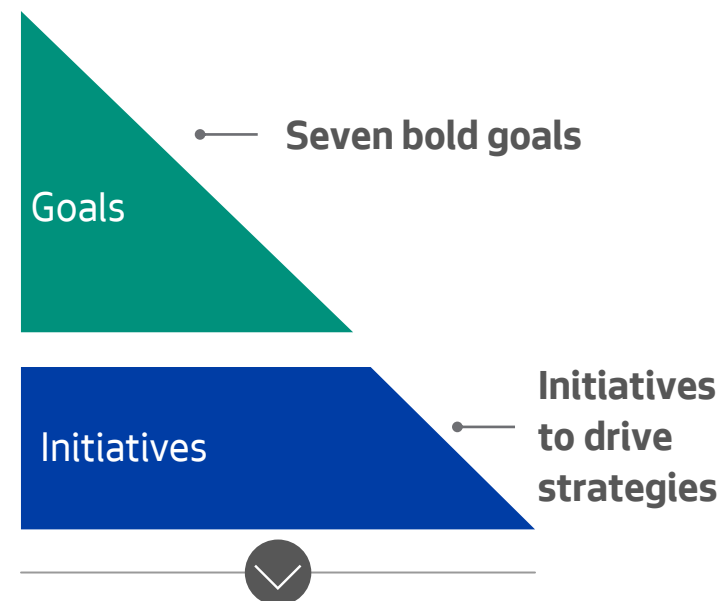 Seven bold goals
Goals
Initiatives
to drive
strategies
Initiatives